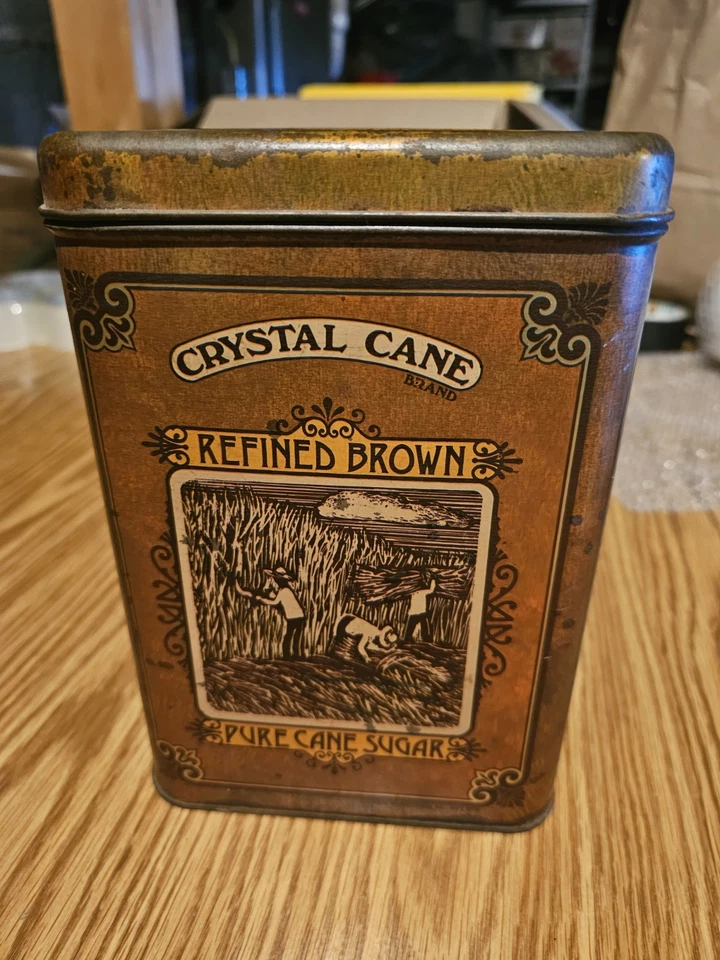 CRYSTAL CANE
BRAND
REFINED BROWN
PURE CANE SUGAR